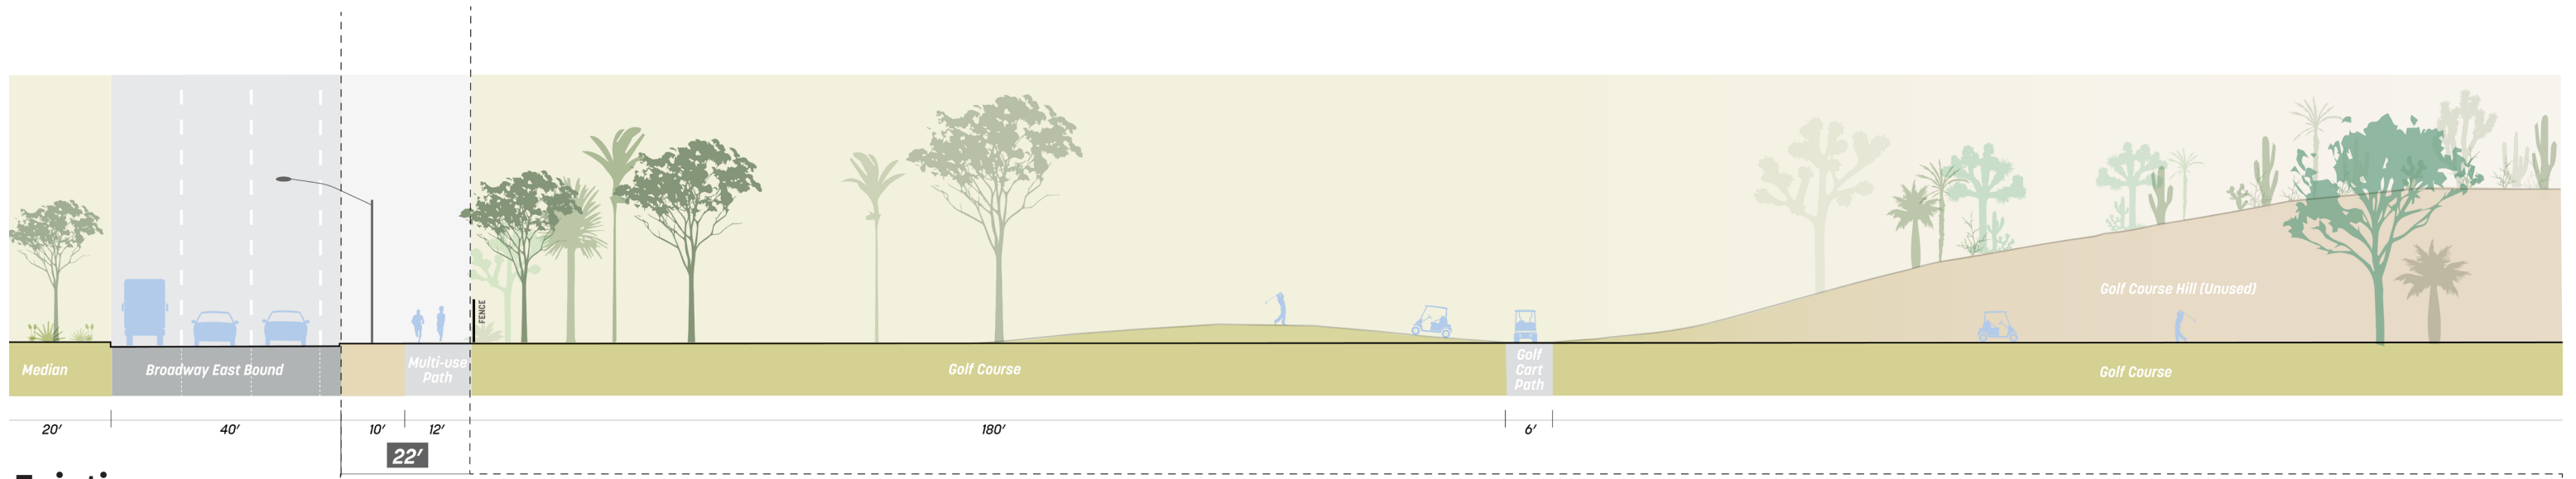 FENCE
Golf Course Hill (Unused)
Median
Broadway East Bound
Multi-use
Path
Golf Course
Golf
Cart
Path
Golf Course
20′
40′
10′
12′
180′
6′
22′